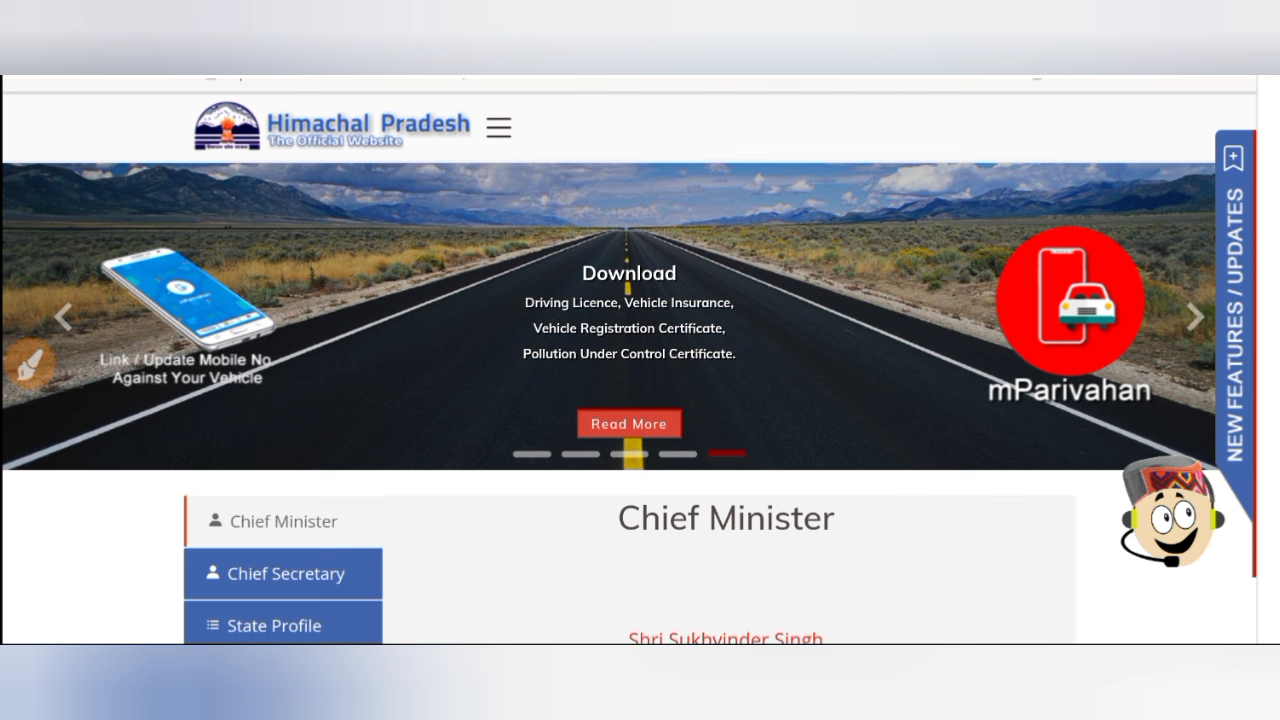 Himachal Pradesh
The Official Website
NEW FEATURES / UPDATES
Download
Driving Licence, Vehicle Insurance,
Vehicle Registration Certificate,
Pollution Under Control Certificate.
Link / Update Mobile No.
Against Your Vehicle
mParivahan
Read More
Chief Minister
Chief Secretary
State Profile
Chief Minister
Shri Sukhvinder Singh